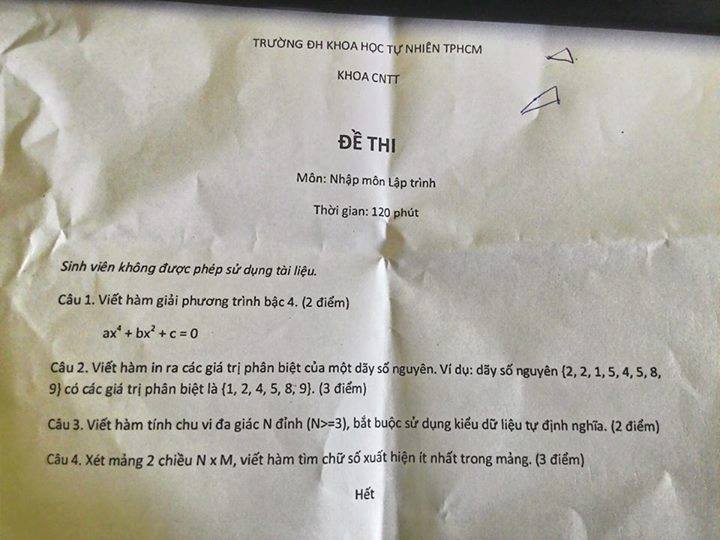 TRƯỜNG ĐH KHOA HỌC TỰ NHIÊN TPHCM
KHOA CNTT
ĐỀ THI
Môn: Nhập môn Lập trình
Thời gian: 120 phút
Sinh viên không được phép sử dụng tài liệu.
Câu 1. Viết hàm giải phương trình bậc 4. (2 điểm)
ax⁴ + bx² + c = 0
Câu 2. Viết hàm in ra các giá trị phân biệt của một dãy số nguyên. Ví dụ: dãy số nguyên {2, 2, 1, 5, 4, 5, 8,
9} có các giá trị phân biệt là {1, 2, 4, 5, 8, 9}. (3 điểm)
Câu 3. Viết hàm tính chu vi đa giác N đỉnh (N>=3), bắt buộc sử dụng kiểu dữ liệu tự định nghĩa. (2 điểm)
Câu 4. Xét mảng 2 chiều N x M, viết hàm tìm chữ số xuất hiện ít nhất trong mảng. (3 điểm)
Hết